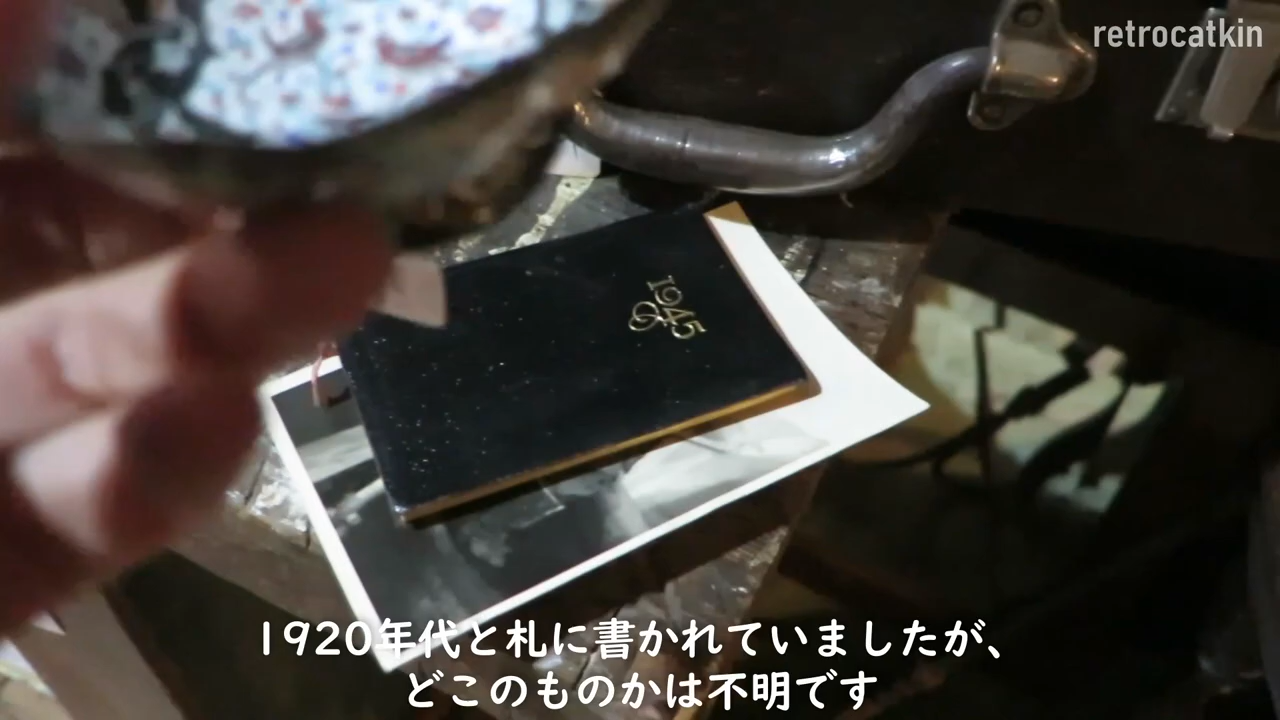 retrocatkin
1945
1920年代と札に書かれていましたが、
どこのものかは不明です